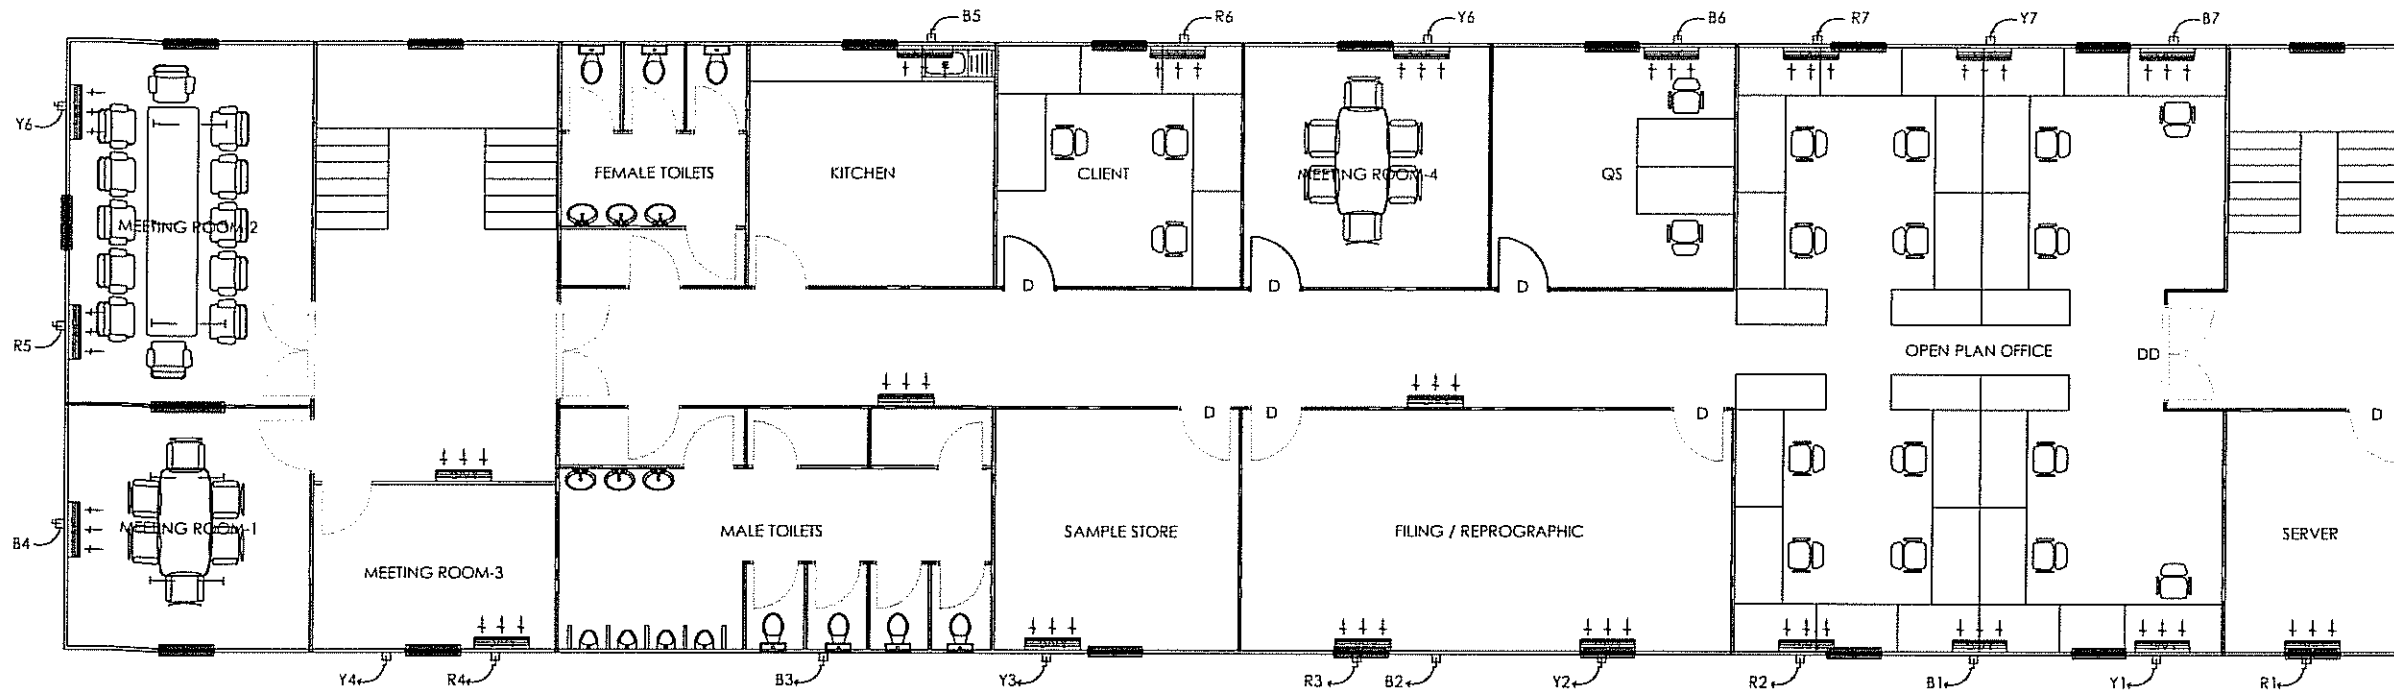 B5
R6
Y6
B6
R7
Y7
B7
Y6
FEMALE TOILETS
KITCHEN
CLIENT
MEETING ROOM-4
QS
MEETING ROOM-2
D
D
D
R5
OPEN PLAN OFFICE
DD
D
D
D
D
MEETING ROOM-1
MALE TOILETS
SAMPLE STORE
FILING / REPROGRAPHIC
SERVER
B4
MEETING ROOM-3
Y4
R4
B3
Y3
R3
B2
Y2
R2
B1
Y1
R1